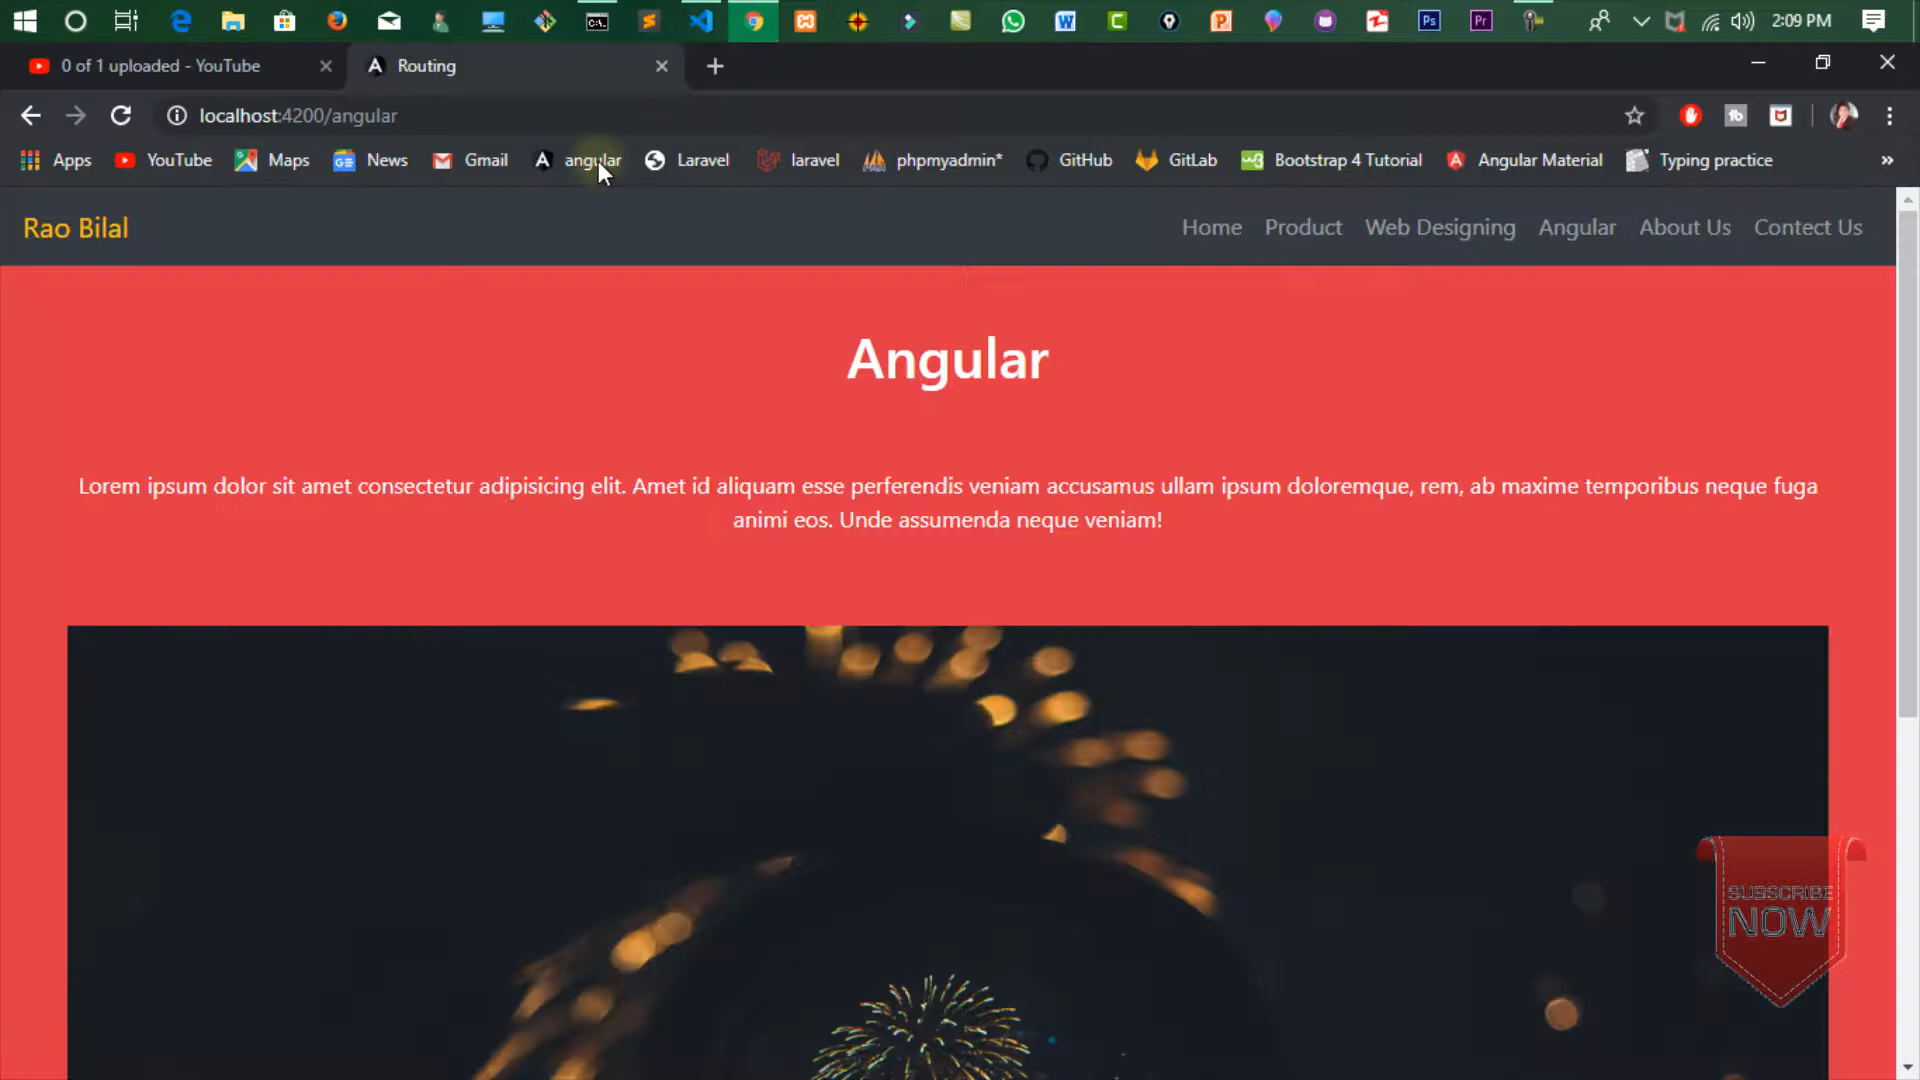 2:09 PM
0 of 1 uploaded - YouTube
Routing
localhost:4200/angular
Apps YouTube Maps News Gmail angular Laravel laravel phpmyadmin* GitHub GitLab Bootstrap 4 Tutorial Angular Material Typing practice »
Rao Bilal
Home Product Web Designing Angular About Us Contect Us
Angular
Lorem ipsum dolor sit amet consectetur adipisicing elit. Amet id aliquam esse perferendis veniam accusamus ullam ipsum doloremque, rem, ab maxime temporibus neque fuga
animi eos. Unde assumenda neque veniam!
SUBSCRIBE
NOW